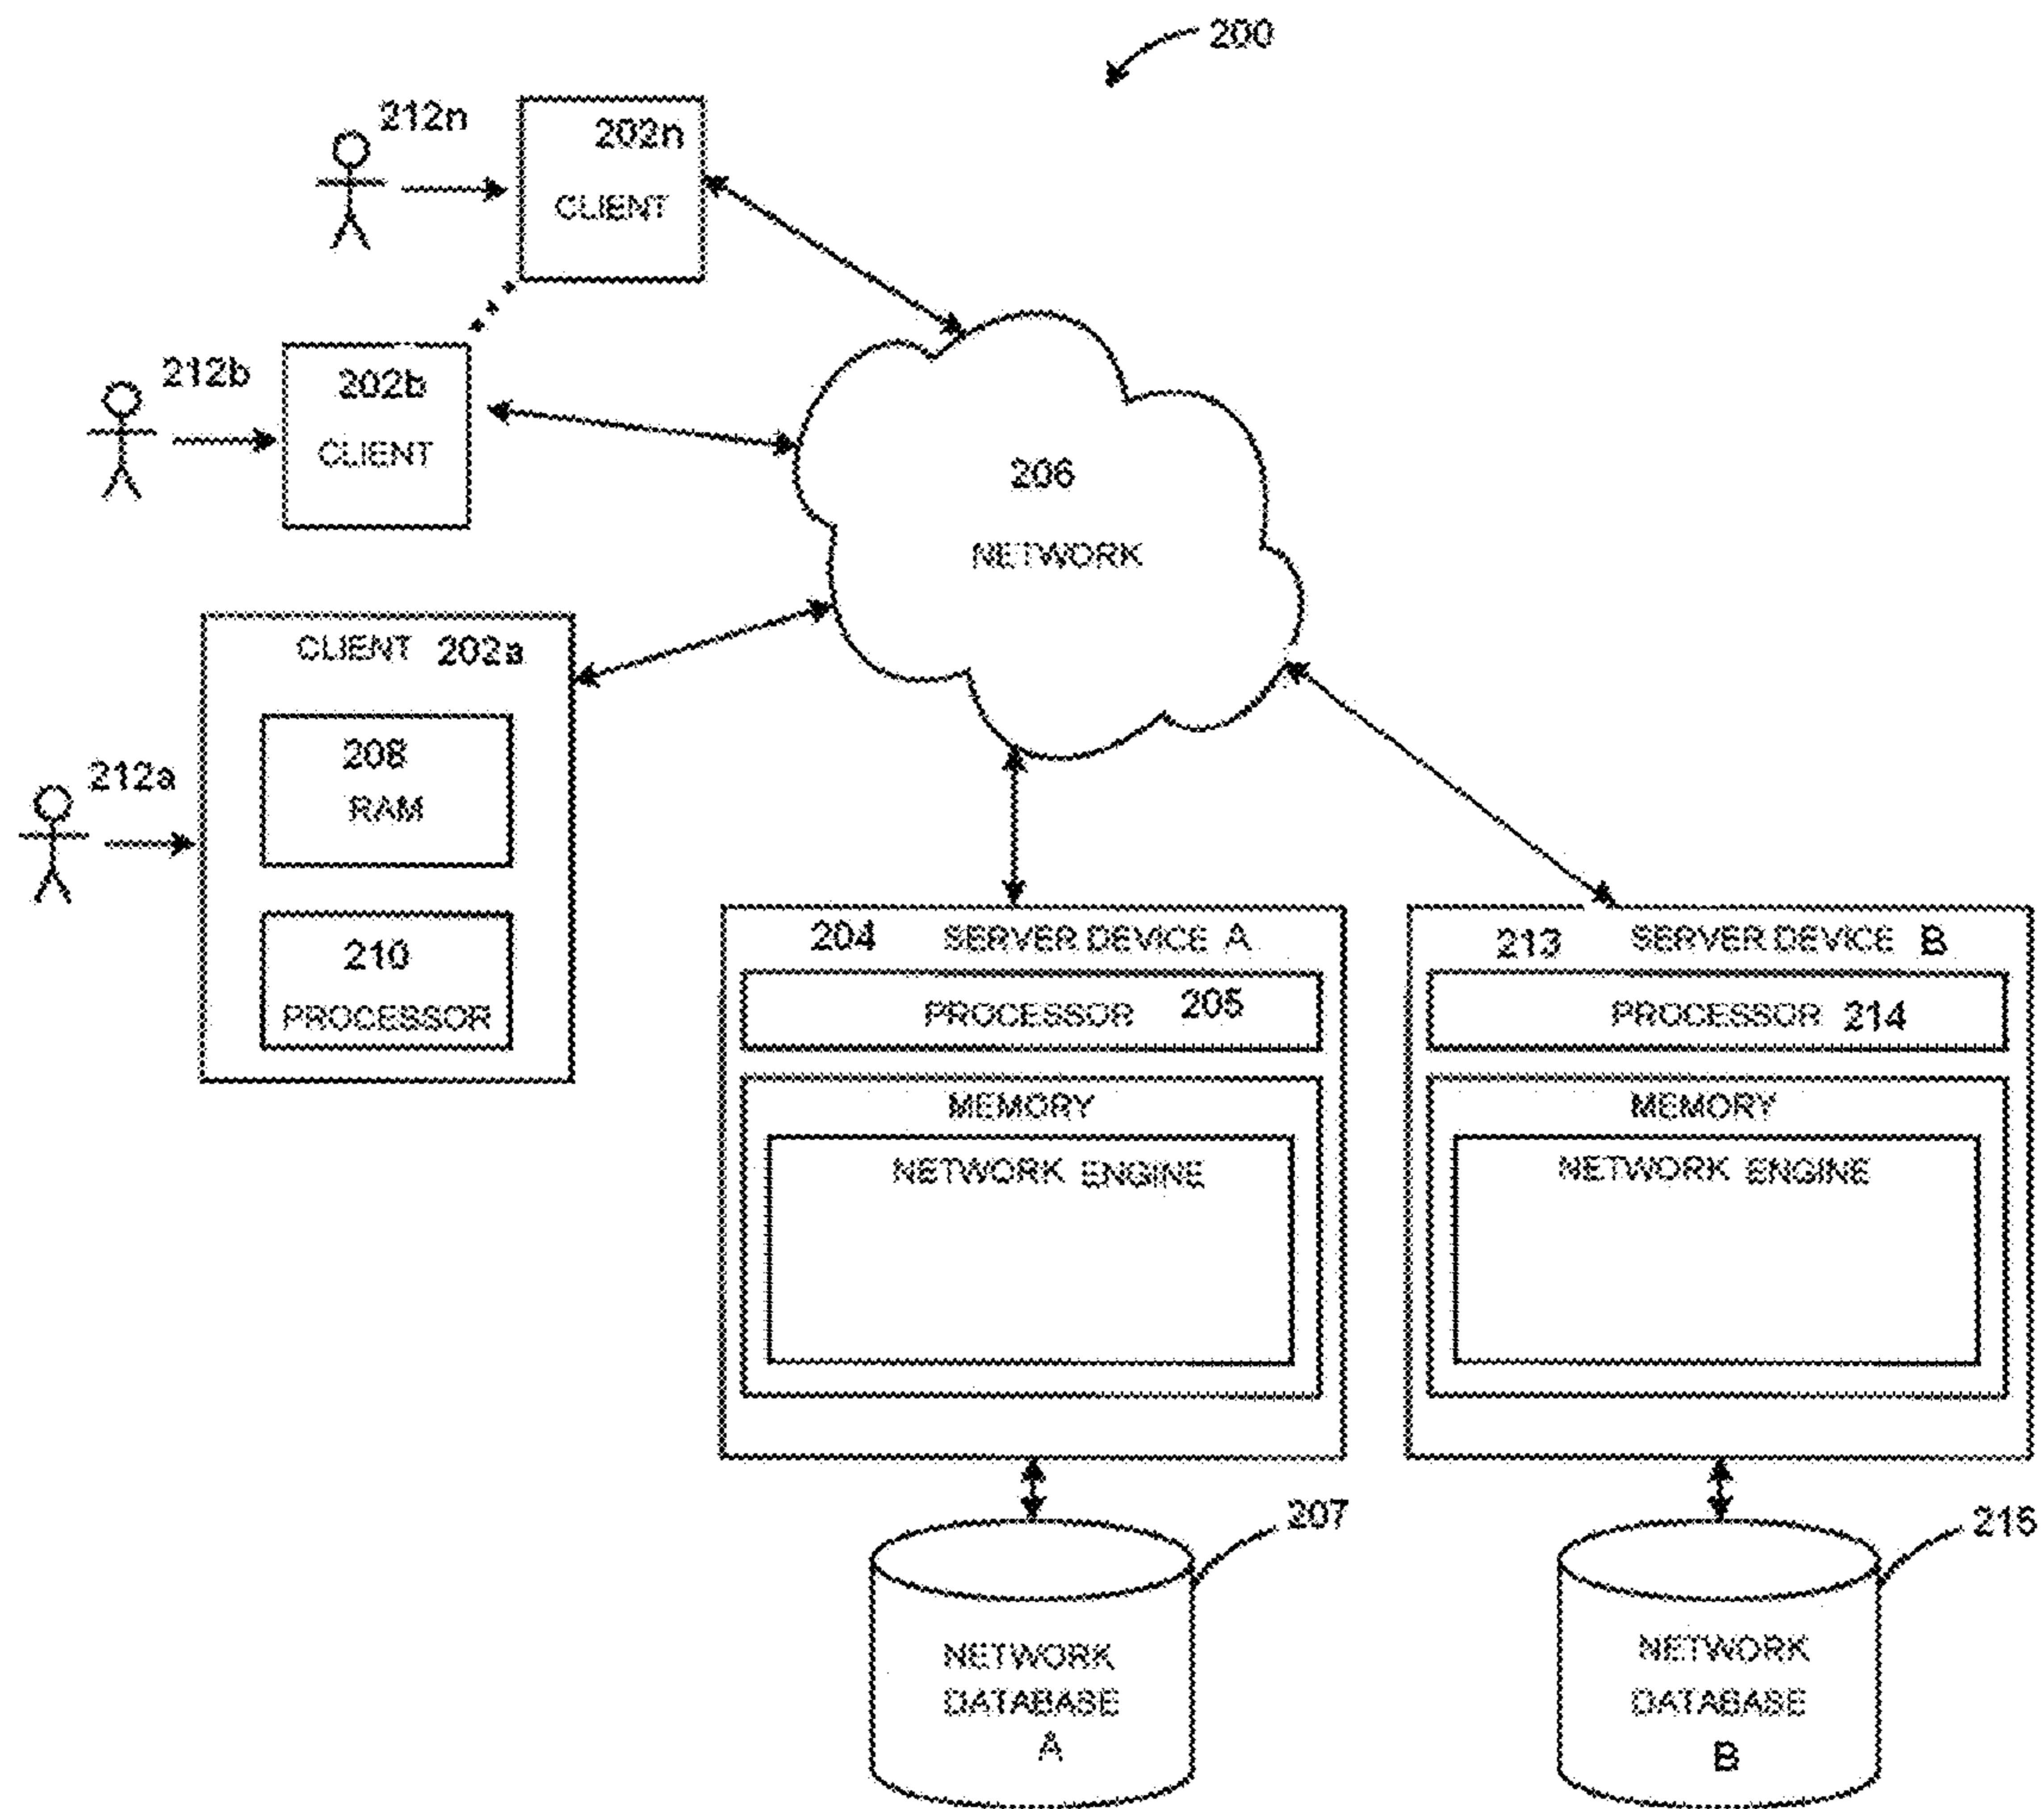 200
212n
202n
CLIENT
212b
202b
CLIENT
206
NETWORK
CLIENT 202a
208
RAM
212a
210
PROCESSOR
204 SERVER DEVICE A
PROCESSOR 205
MEMORY
NETWORK ENGINE
213 SERVER DEVICE B
PROCESSOR 214
MEMORY
NETWORK ENGINE
207
NETWORK
DATABASE
A
215
NETWORK
DATABASE
B